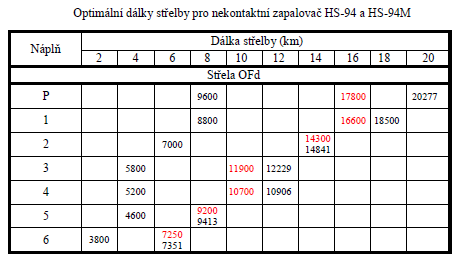 Optimální dálky střelby pro nekontaktní zapalovač HS-94 a HS-94M
Náplň Dálka střelby (km)
2 4 6 8 10 12 14 16 18 20
Střela OFd
P 9600 17800 20277
1 8800 16600 18500
2 7000 14300
14841
3 5800 11900 12229
4 5200 10700 10906
5 4600 9200
9413
6 3800 7250
7351